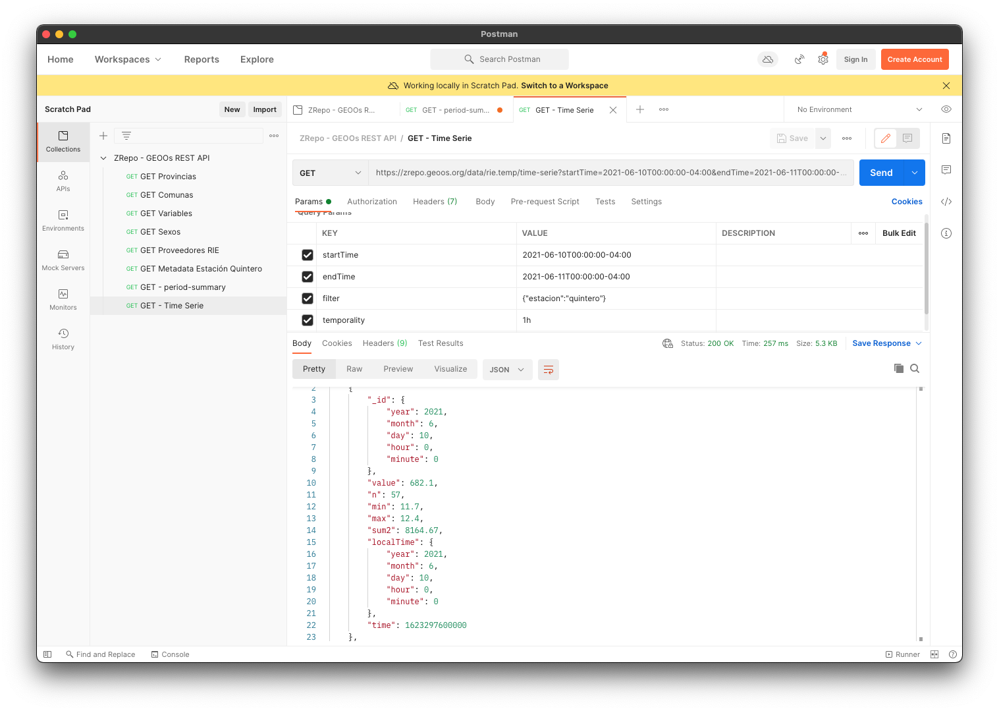 Postman
Home Workspaces Reports Explore Search Postman Sign In Create Account
Working locally in Scratch Pad. Switch to a Workspace
Scratch Pad New Import ZRepo - GEOOs R... GET GET - period-sum... GET GET - Time Serie No Environment
Collections
APIs
Environments
Mock Servers
Monitors
History
ZRepo - GEOOs REST API
GET GET Provincias
GET GET Comunas
GET GET Variables
GET GET Sexos
GET GET Proveedores RIE
GET GET Metadata Estación Quintero
GET GET - period-summary
GET GET - Time Serie
ZRepo - GEOOs REST API / GET - Time Serie Save
GET https://zrepo.geoos.org/data/rie.temp/time-serie?startTime=2021-06-10T00:00:00-04:00&endTime=2021-06-11T00:00:00-... Send
Params Authorization Headers (7) Body Pre-request Script Tests Settings Cookies
Query Params
KEY VALUE DESCRIPTION Bulk Edit
startTime 2021-06-10T00:00:00-04:00
endTime 2021-06-11T00:00:00-04:00
filter {"estacion":"quintero"}
temporality 1h
Body Cookies Headers (9) Test Results Status: 200 OK Time: 257 ms Size: 5.3 KB Save Response
Pretty Raw Preview Visualize JSON
2 {
3 "_id": {
4 "year": 2021,
5 "month": 6,
6 "day": 10,
7 "hour": 0,
8 "minute": 0
9 },
10 "value": 682.1,
11 "n": 57,
12 "min": 11.7,
13 "max": 12.4,
14 "sum2": 8164.67,
15 "localTime": {
16 "year": 2021,
17 "month": 6,
18 "day": 10,
19 "hour": 0,
20 "minute": 0
21 },
22 "time": 1623297600000
23 },
Find and Replace Console Runner